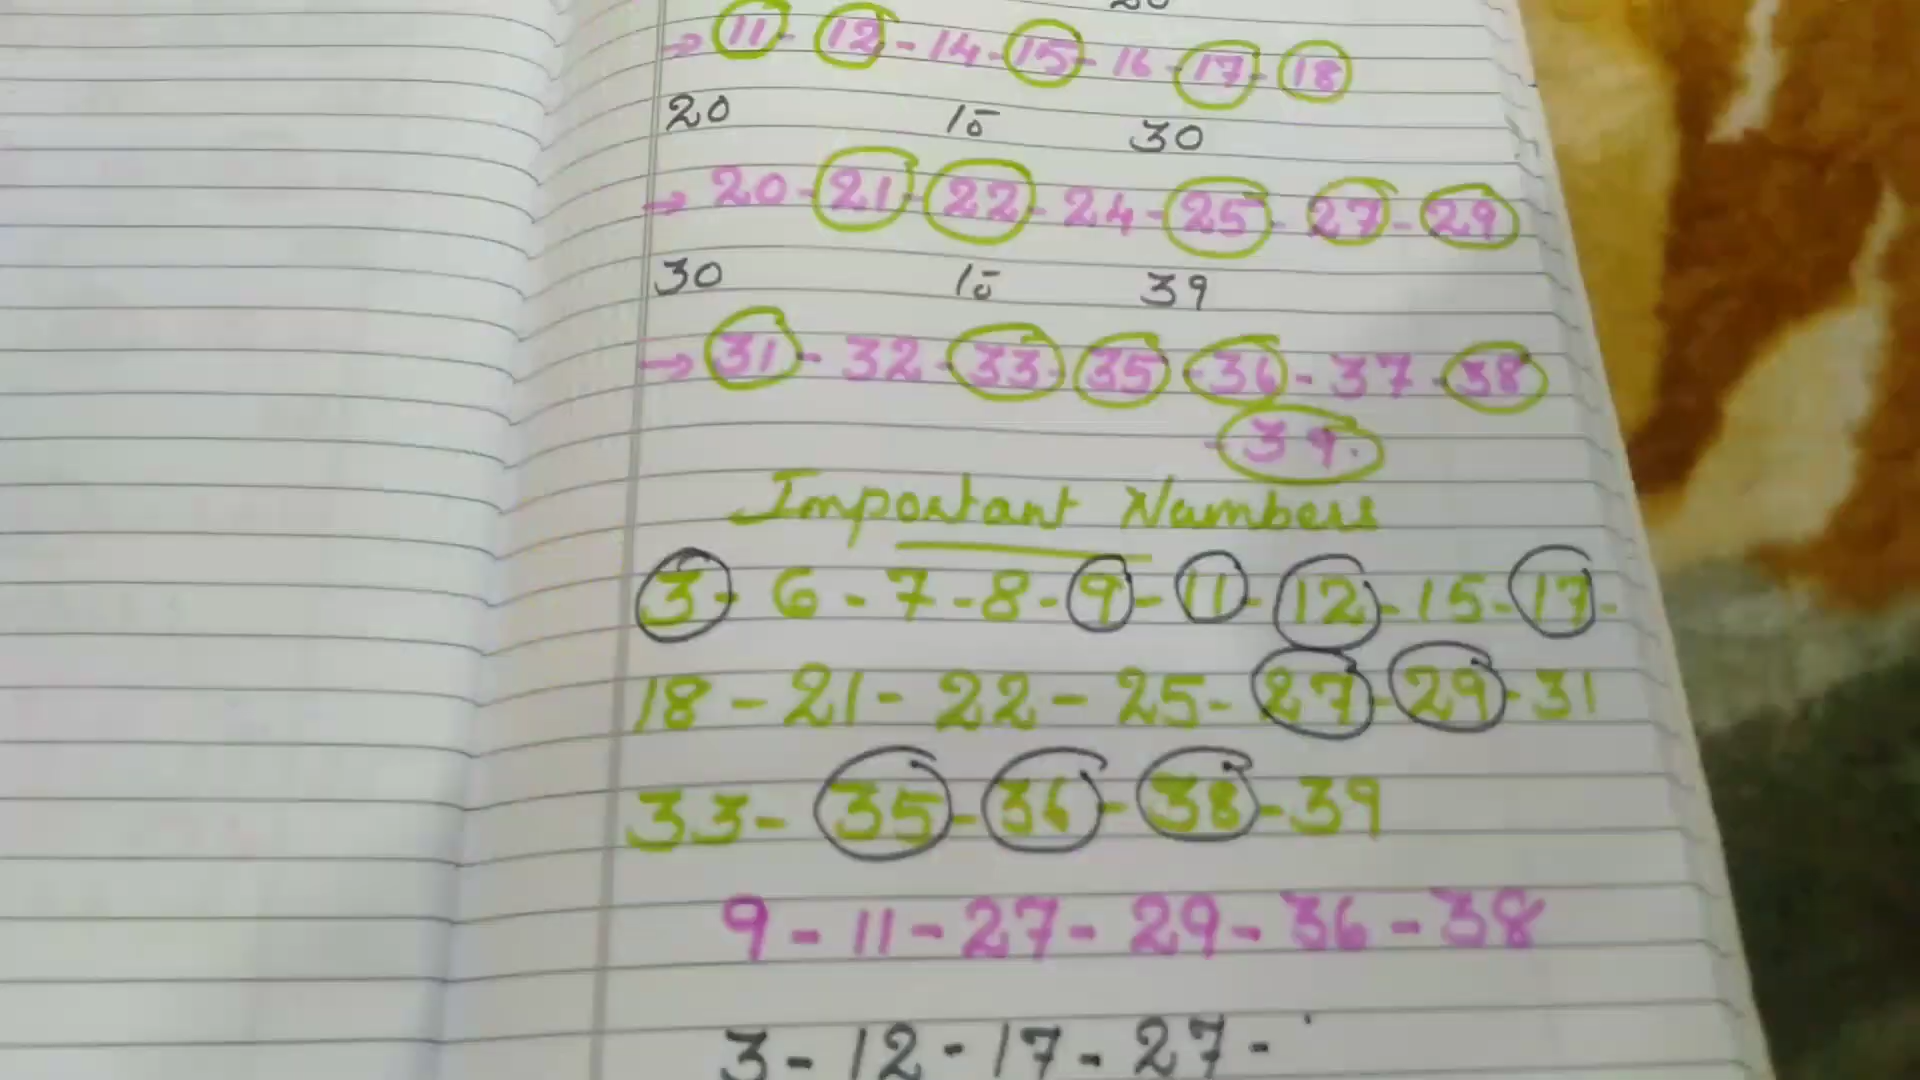 20
→ 11 - 12 - 14 - 15 - 16 - 17 - 18
20 to 30
→ 20 - 21 - 22 - 24 - 25 - 27 - 29
30 to 39
→ 31 - 32 - 33 - 35 - 36 - 37 - 38
- 39.
Important Numbers
3 - 6 - 7 - 8 - 9 - 11 - 12 - 15 - 17 -
18 - 21 - 22 - 25 - 27 - 29 - 31
33 - 35 - 36 - 38 - 39
9 - 11 - 27 - 29 - 36 - 38
3 - 12 - 17 - 27 -